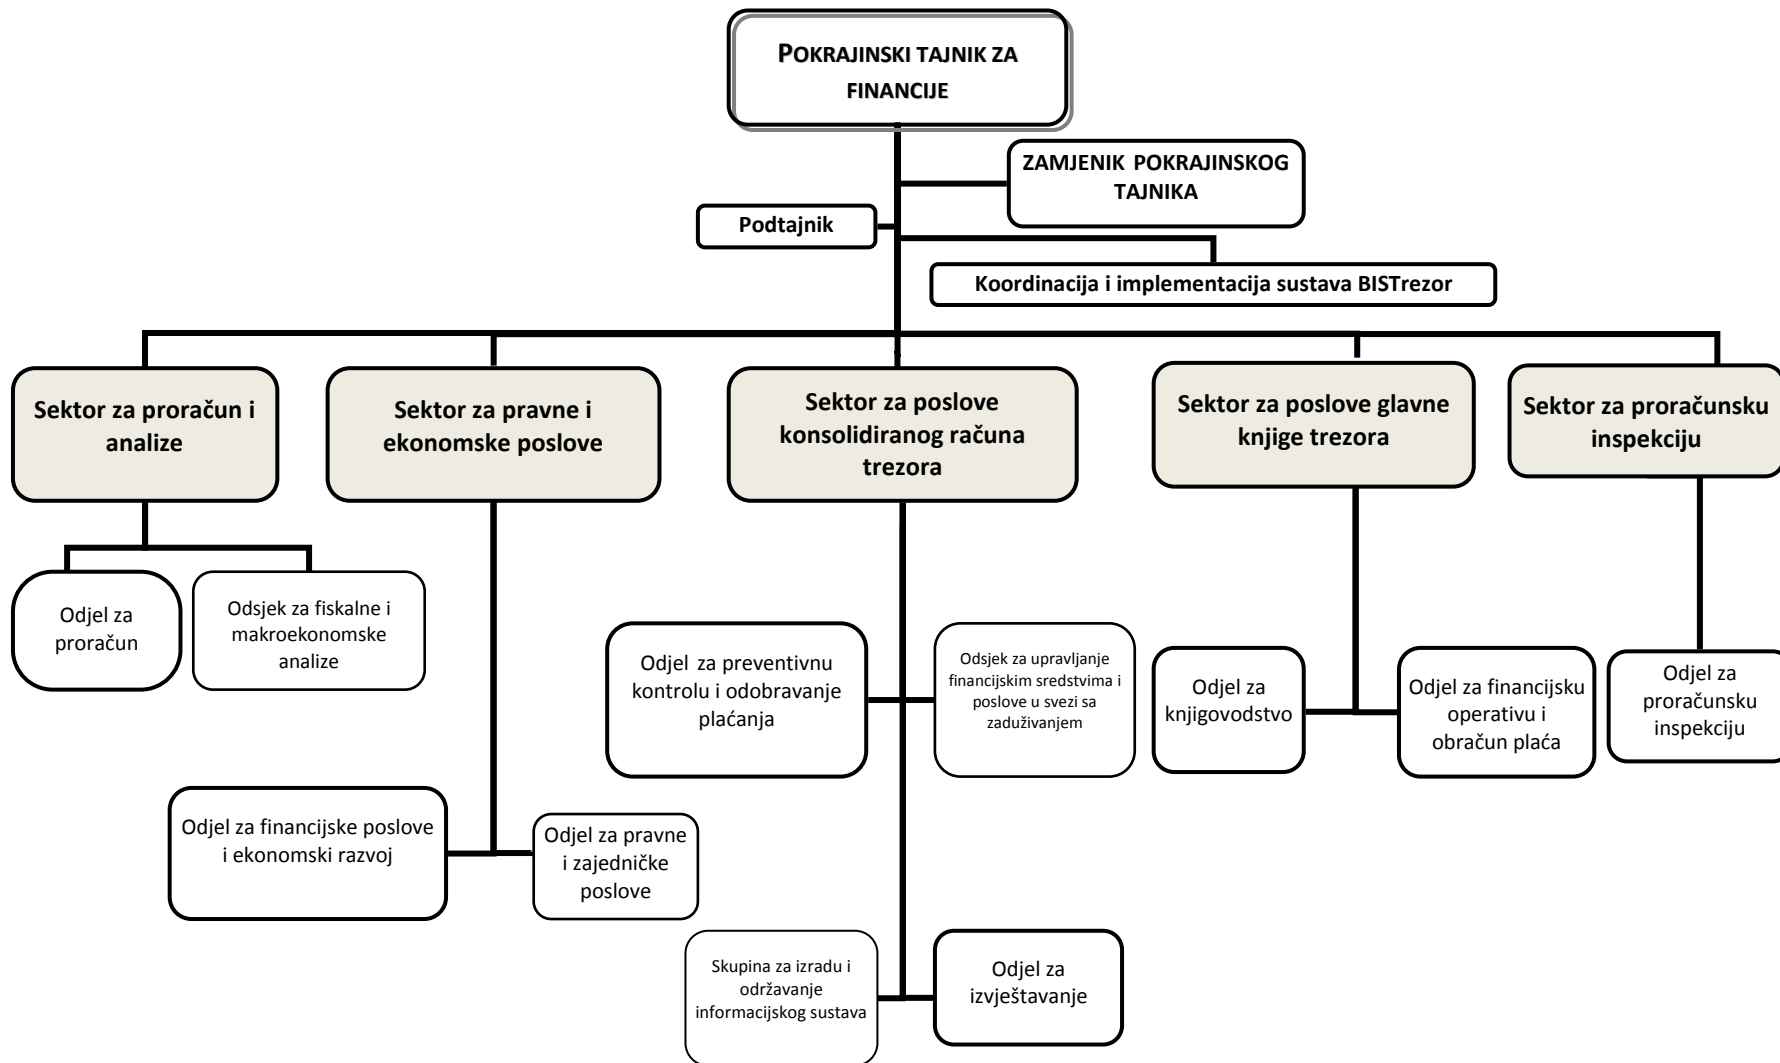 POKRAJINSKI TAJNIK ZA
FINANCIJE
ZAMJENIK POKRAJINSKOG
TAJNIKA
Podtajnik
Koordinacija i implementacija sustava BISTrezor
Sektor za proračun i
analize
Sektor za pravne i
ekonomske poslove
Sektor za poslove
konsolidiranog računa
trezora
Sektor za poslove glavne
knjige trezora
Sektor za proračunsku
inspekciju
Odjel za
proračun
Odsjek za fiskalne i
makroekonomske
analize
Odjel za preventivnu
kontrolu i odobravanje
plaćanja
Odsjek za upravljanje
financijskim sredstvima i
poslove u svezi sa
zaduživanjem
Odjel za
knjigovodstvo
Odjel za financijsku
operativu i
obračun plaća
Odjel za
proračunsku
inspekciju
Odjel za financijske poslove
i ekonomski razvoj
Odjel za pravne
i zajedničke
poslove
Skupina za izradu i
održavanje
informacijskog sustava
Odjel za
izvještavanje